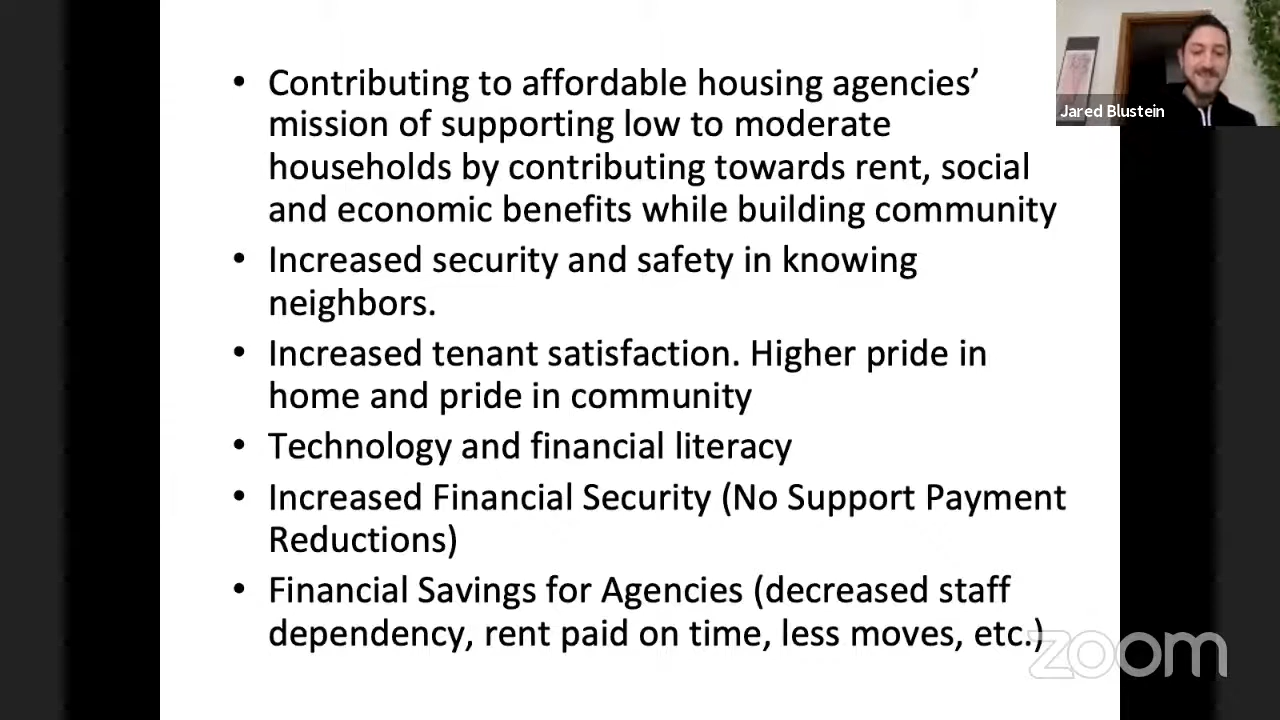 • Contributing to affordable housing agencies’
mission of supporting low to moderate
households by contributing towards rent, social
and economic benefits while building community
• Increased security and safety in knowing
neighbors.
• Increased tenant satisfaction. Higher pride in
home and pride in community
• Technology and financial literacy
• Increased Financial Security (No Support Payment
Reductions)
• Financial Savings for Agencies (decreased staff
dependency, rent paid on time, less moves, etc.)
Jared Blustein
zoom